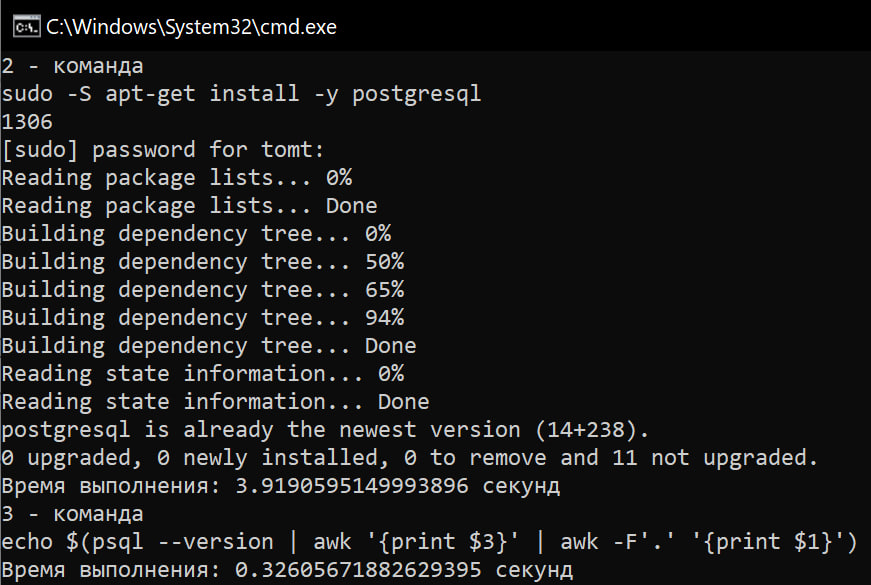 C:\Windows\System32\cmd.exe
2 - команда
sudo -S apt-get install -y postgresql
1306
[sudo] password for tomt:
Reading package lists... 0%
Reading package lists... Done
Building dependency tree... 0%
Building dependency tree... 50%
Building dependency tree... 65%
Building dependency tree... 94%
Building dependency tree... Done
Reading state information... 0%
Reading state information... Done
postgresql is already the newest version (14+238).
0 upgraded, 0 newly installed, 0 to remove and 11 not upgraded.
Время выполнения: 3.9190595149993896 секунд
3 - команда
echo $(psql --version | awk '{print $3}' | awk -F'.' '{print $1}')
Время выполнения: 0.32605671882629395 секунд